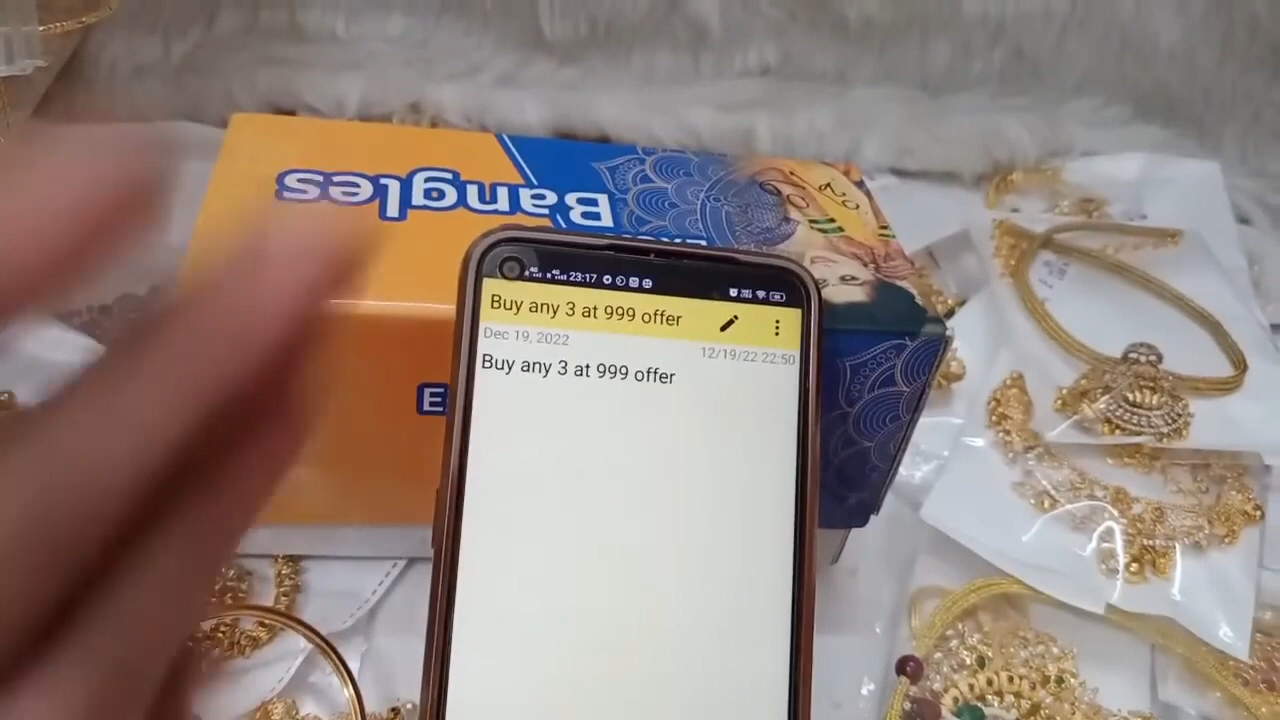 Bangles
23:17
Buy any 3 at 999 offer
Dec 19, 2022
12/19/22 22:50
Buy any 3 at 999 offer